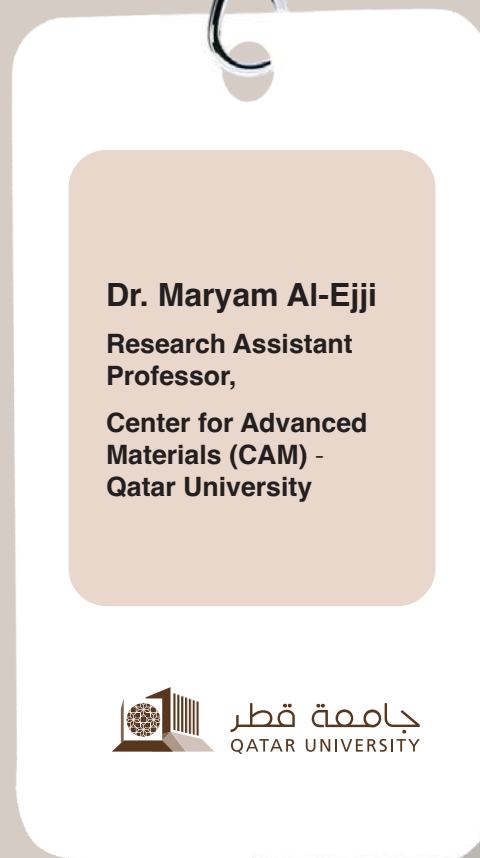 Dr. Maryam Al-Ejji
Research Assistant
Professor,
Center for Advanced
Materials (CAM) -
Qatar University
جامعة قطر
QATAR UNIVERSITY